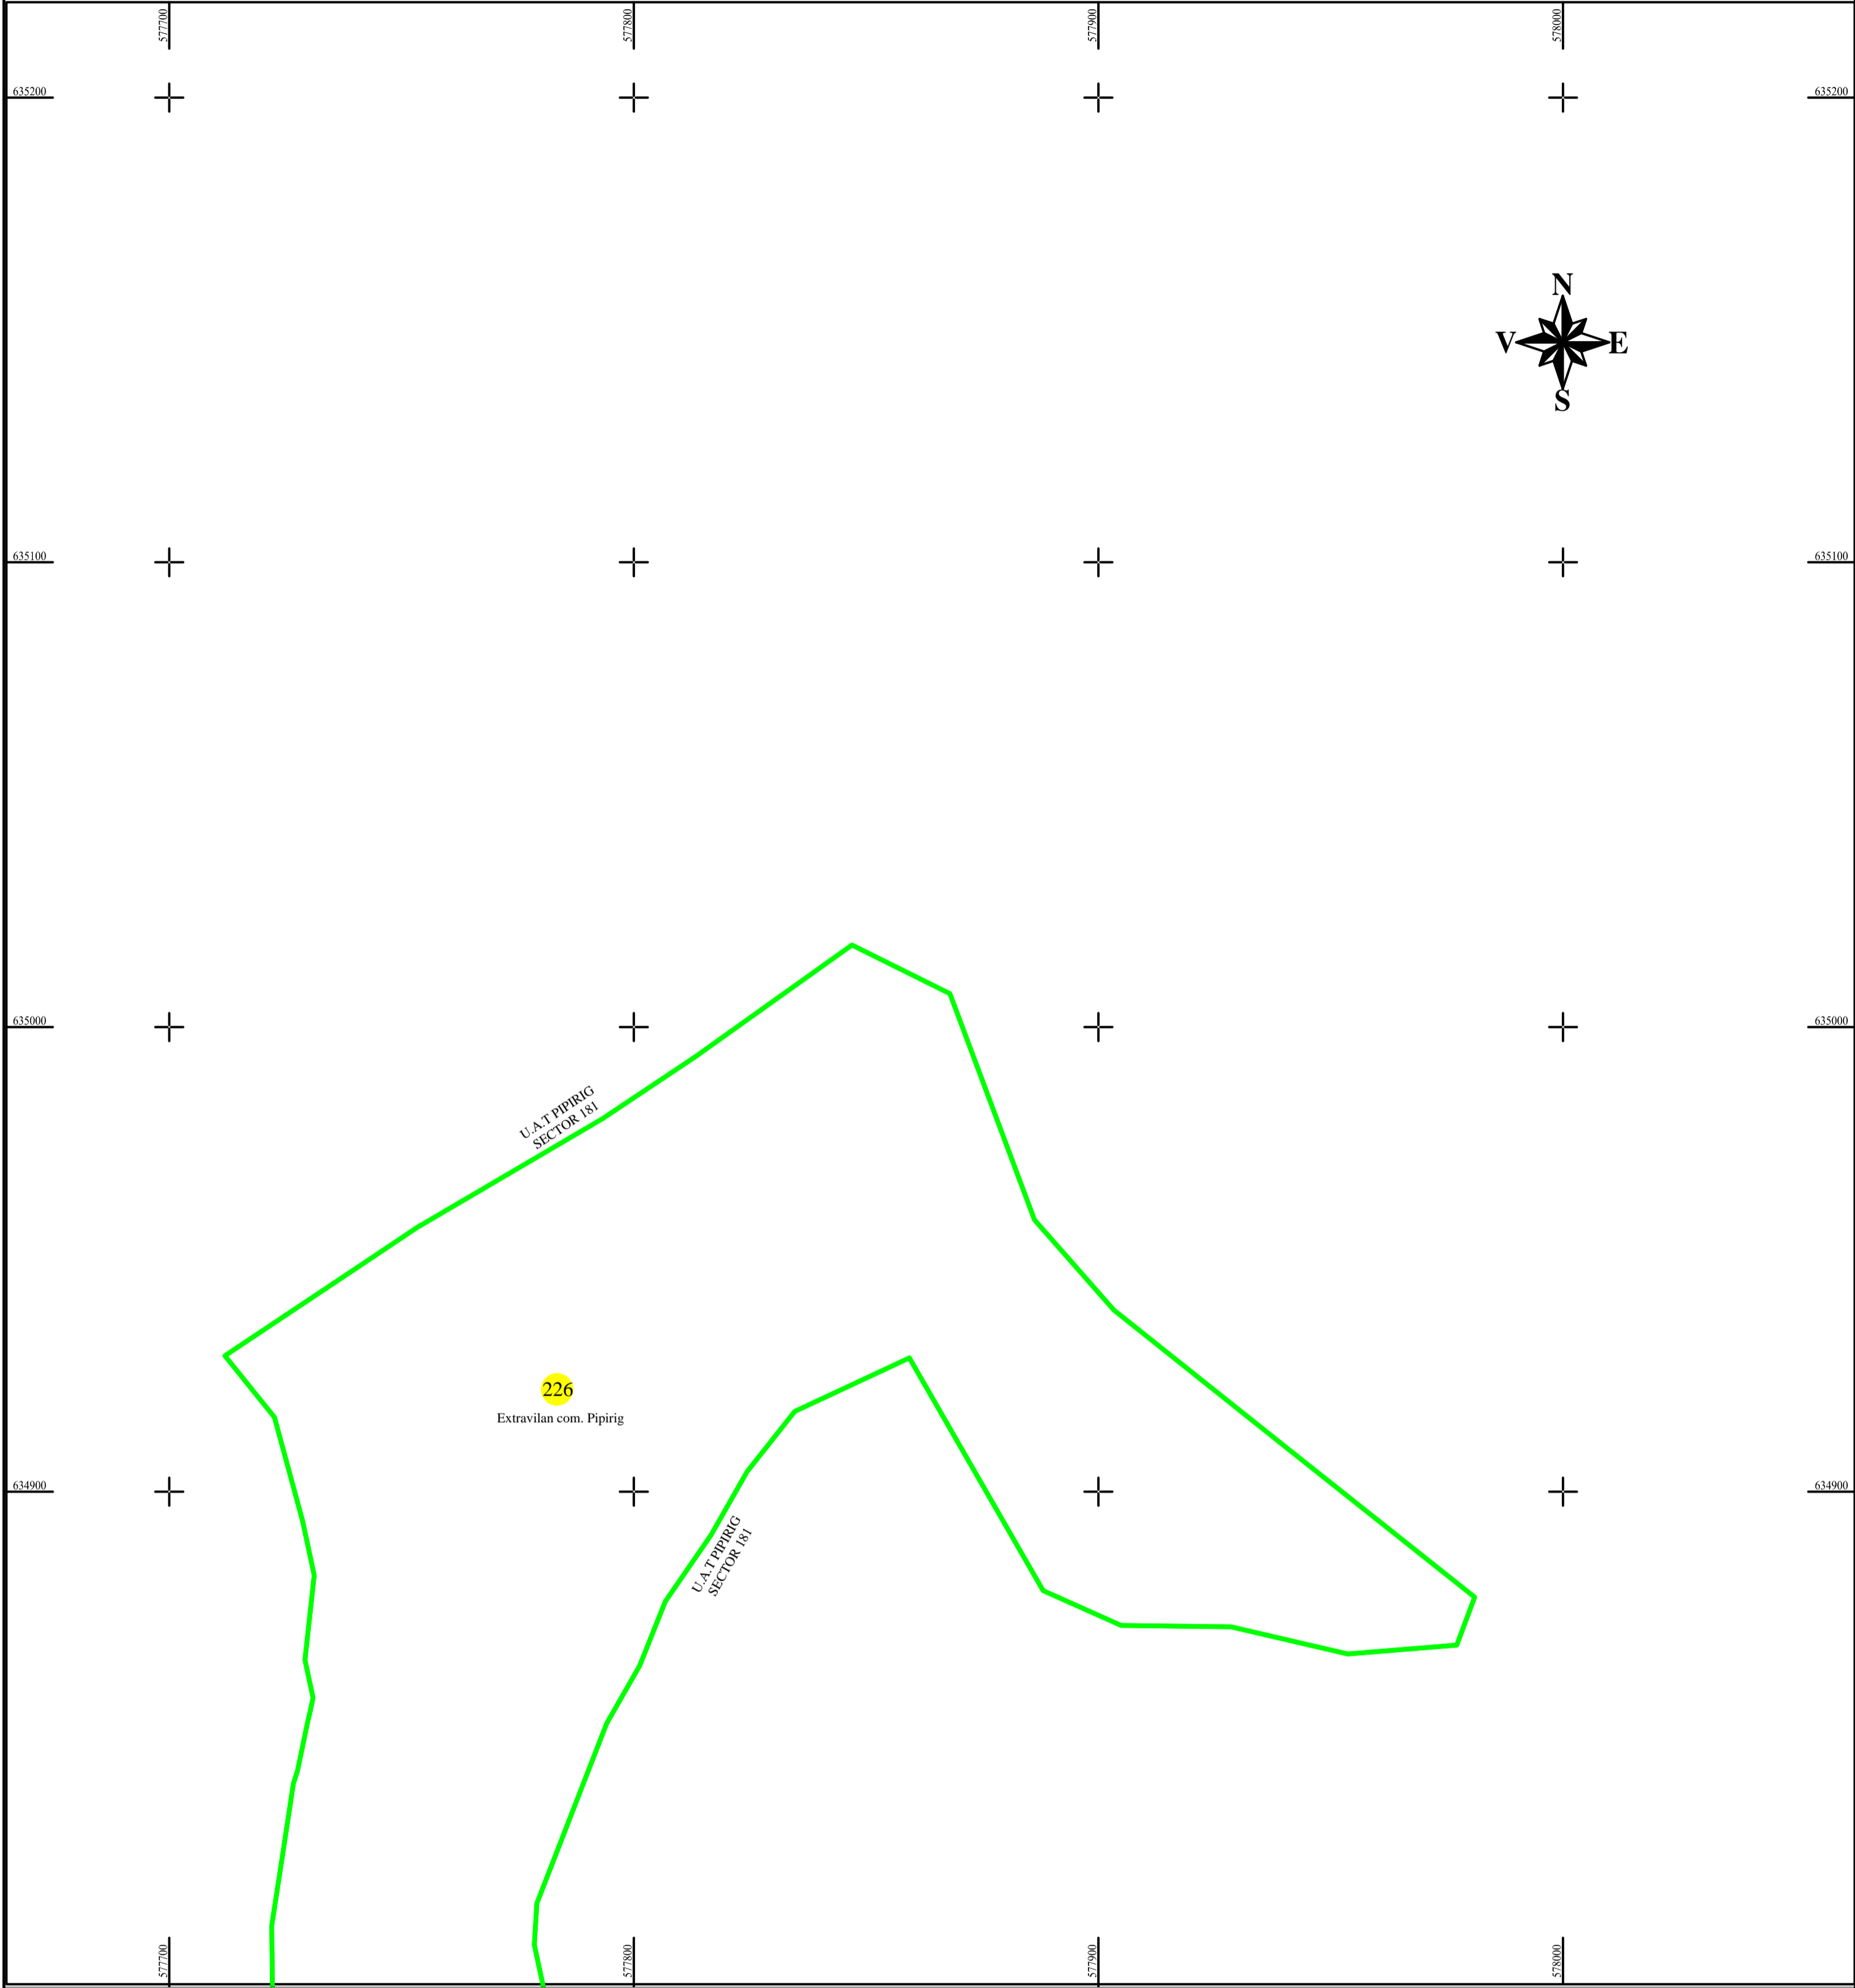 577700
577800
577900
578000
635200
635200
N
V
E
S
635100
635100
635000
635000
U.A.T PIPIRIG
SECTOR 181
226
Extravilan com. Pipirig
634900
634900
U.A.T PIPIRIG
SECTOR 181
577700
577800
577900
578000